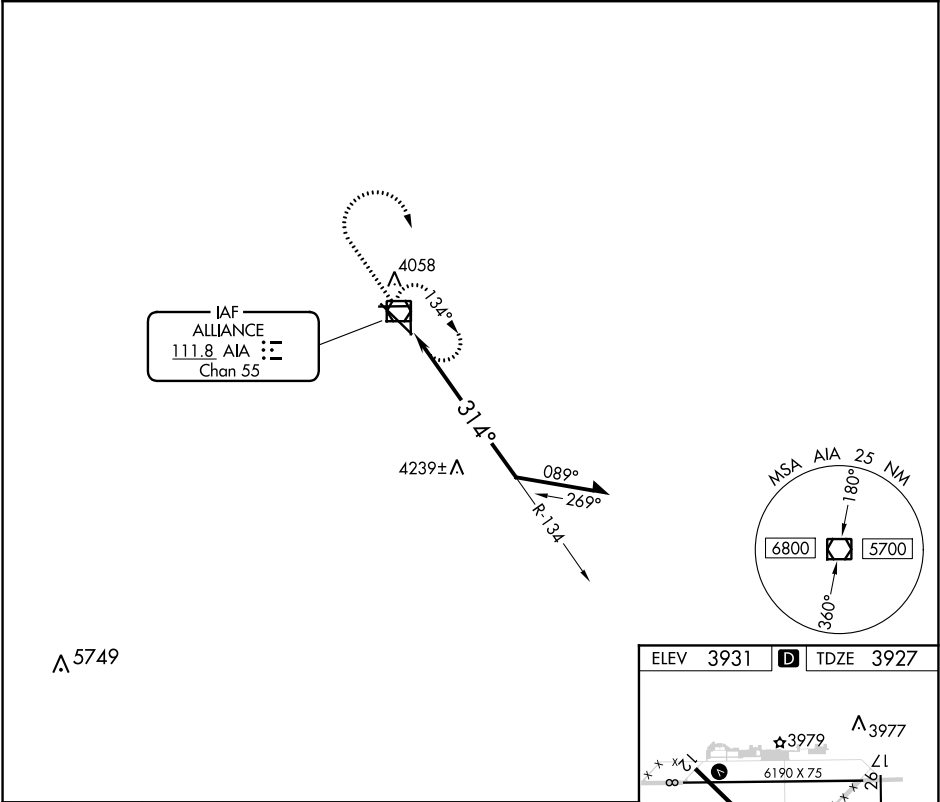 4058
134°
IAF
ALLIANCE
111.8 AIA
Chan 55
314°
4239±
089°
269°
R-134
MSA AIA 25 NM
180°
6800
5700
360°
5749
ELEV 3931 D TDZE 3927
3977
3979
12
V
6190 X 75
17
8
26